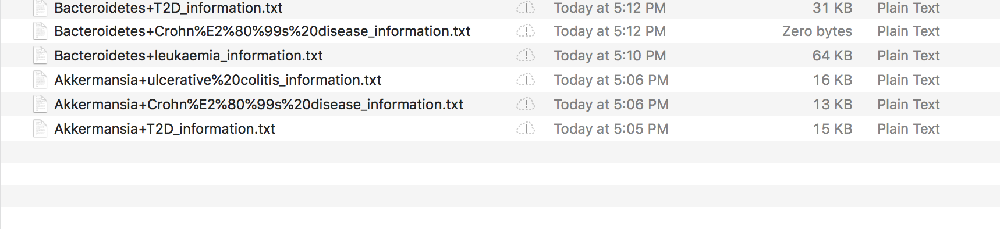 Bacteroidetes+T2D_information.txt Today at 5:12 PM 31 KB Plain Text
Bacteroidetes+Crohn%E2%80%99s%20disease_information.txt Today at 5:12 PM Zero bytes Plain Text
Bacteroidetes+leukaemia_information.txt Today at 5:10 PM 64 KB Plain Text
Akkermansia+ulcerative%20colitis_information.txt Today at 5:06 PM 16 KB Plain Text
Akkermansia+Crohn%E2%80%99s%20disease_information.txt Today at 5:06 PM 13 KB Plain Text
Akkermansia+T2D_information.txt Today at 5:05 PM 15 KB Plain Text